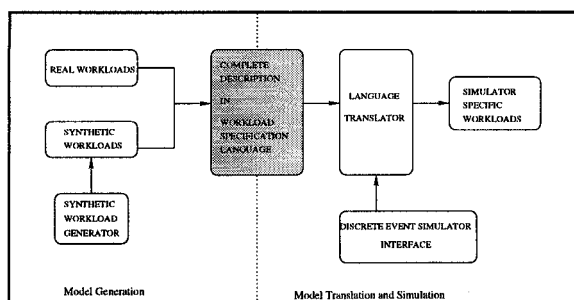 REAL WORKLOADS
SYNTHETIC
WORKLOADS
SYNTHETIC
WORKLOAD
GENERATOR
COMPLETE
DESCRIPTION
IN
WORKLOAD
SPECIFICATION
LANGUAGE
LANGUAGE
TRANSLATOR
SIMULATOR
SPECIFIC
WORKLOADS
DISCRETE EVENT SIMULATOR
INTERFACE
Model Generation
Model Translation and Simulation